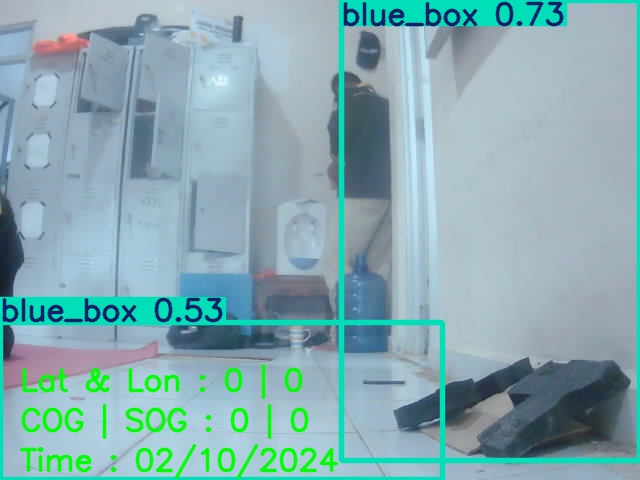 blue_box 0.73
blue_box 0.53
Lat & Lon : 0 | 0
COG | SOG : 0 | 0
Time : 02/10/2024